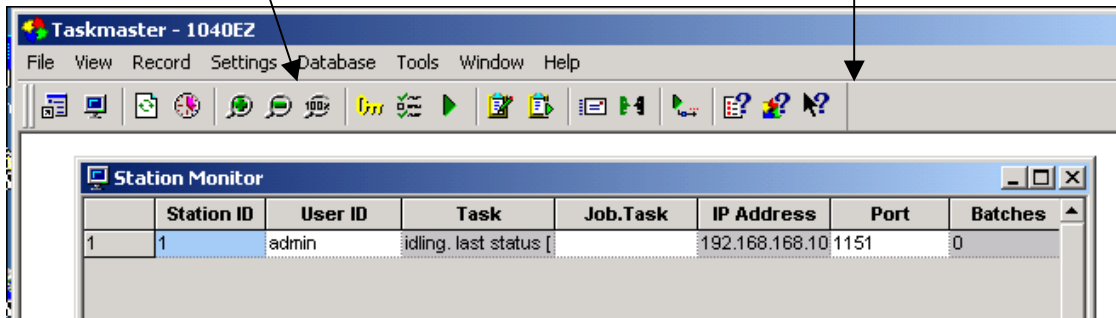 Taskmaster - 1040EZ
File View Record Settings Database Tools Window Help
100%
Station Monitor
Station ID User ID Task Job.Task IP Address Port Batches
1 1 admin idling. last status [ 192.168.168.10 1151 0